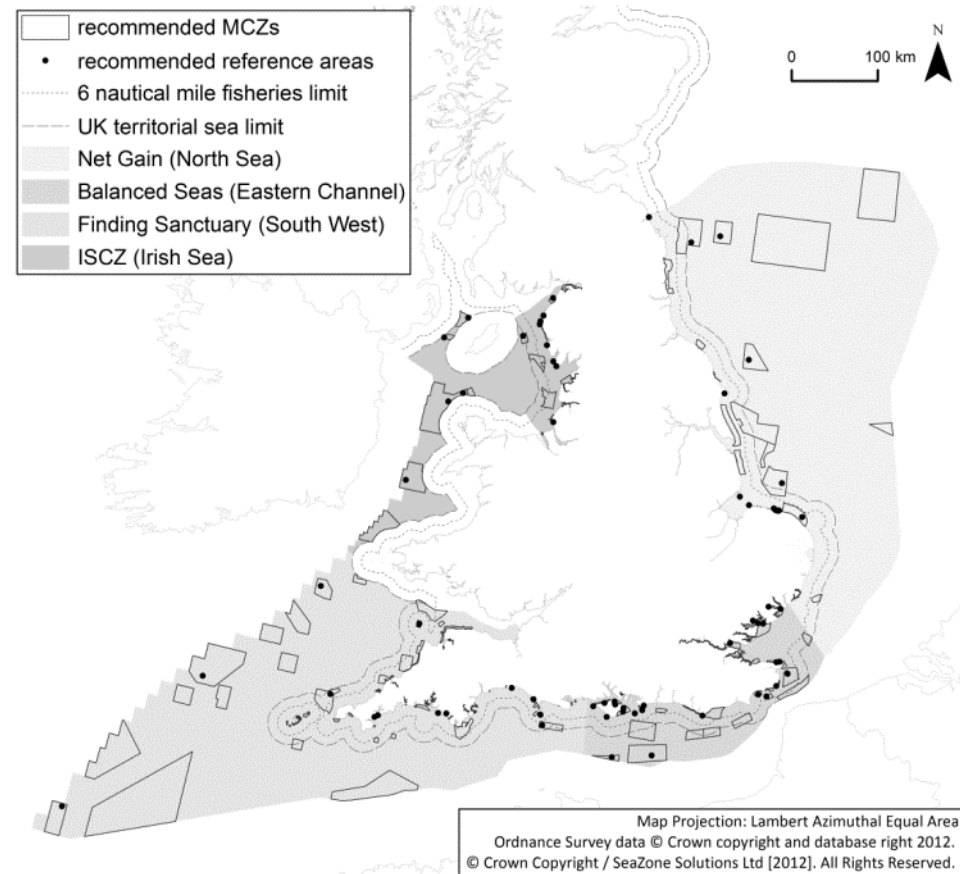 recommended MCZs
recommended reference areas
6 nautical mile fisheries limit
UK territorial sea limit
Net Gain (North Sea)
Balanced Seas (Eastern Channel)
Finding Sanctuary (South West)
ISCZ (Irish Sea)
N
0 100 km
Map Projection: Lambert Azimuthal Equal Area
Ordnance Survey data © Crown copyright and database right 2012.
© Crown Copyright / SeaZone Solutions Ltd [2012]. All Rights Reserved.